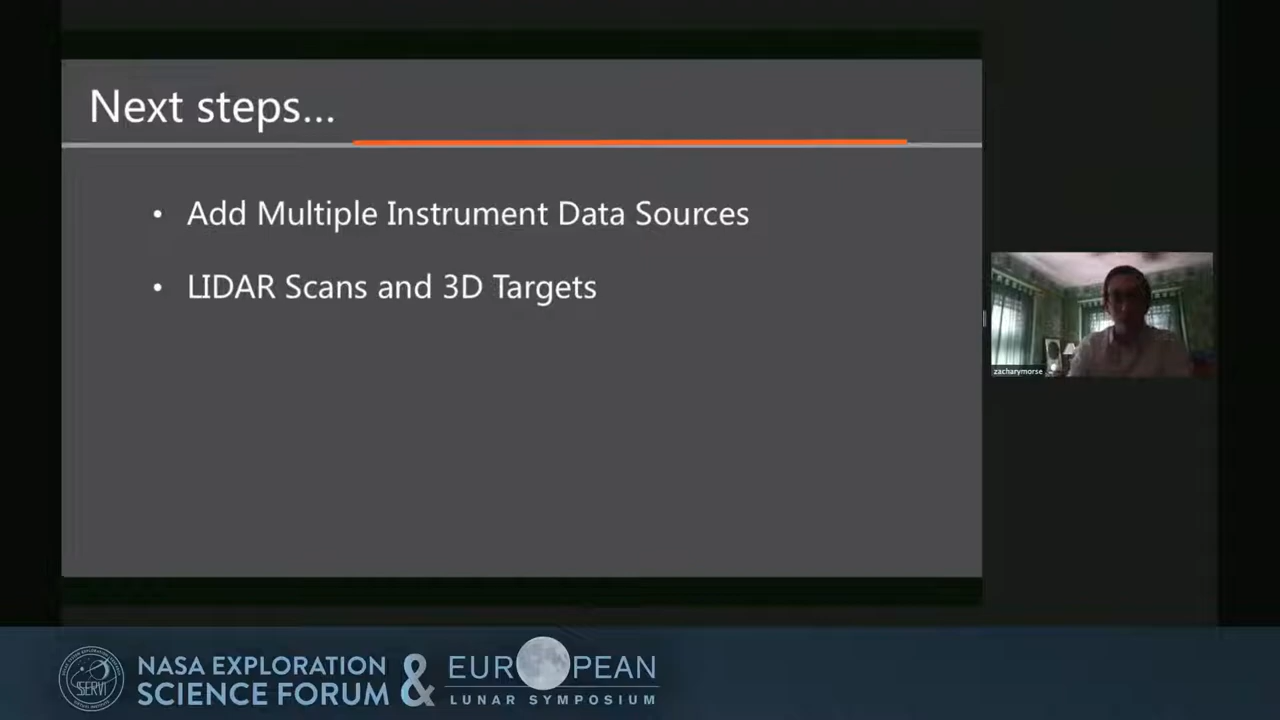 Next steps...
• Add Multiple Instrument Data Sources
• LIDAR Scans and 3D Targets
zacharymorse
SSERVI
NASA EXPLORATION
SCIENCE FORUM
&
EUROPEAN
LUNAR SYMPOSIUM